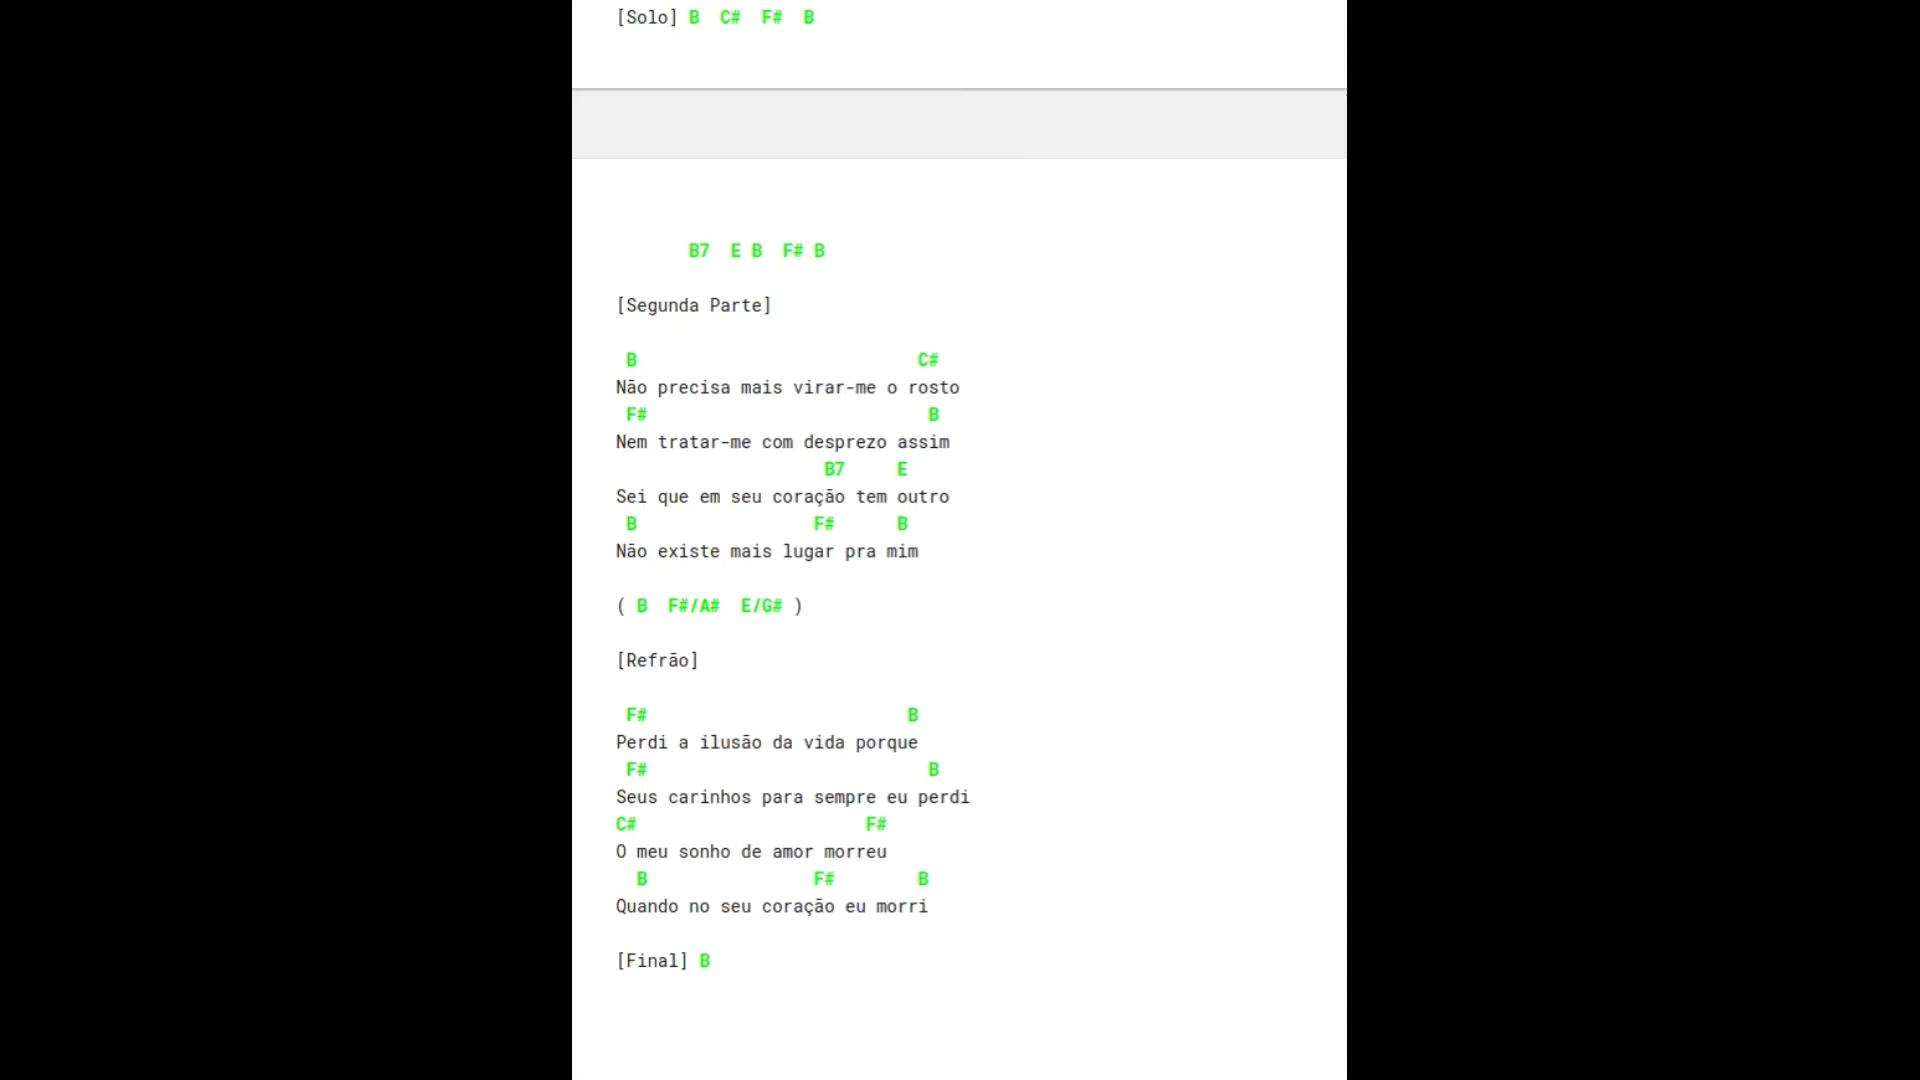 [Solo] B  C#  F#  B
B7  E B  F# B
[Segunda Parte]
B                           C#
Não precisa mais virar-me o rosto
F#                           B
Nem tratar-me com desprezo assim
B7     E
Sei que em seu coração tem outro
B                 F#      B
Não existe mais lugar pra mim
( B  F#/A#  E/G# )
[Refrão]
F#                         B
Perdi a ilusão da vida porque
F#                           B
Seus carinhos para sempre eu perdi
C#                      F#
O meu sonho de amor morreu
B                F#        B
Quando no seu coração eu morri
[Final] B